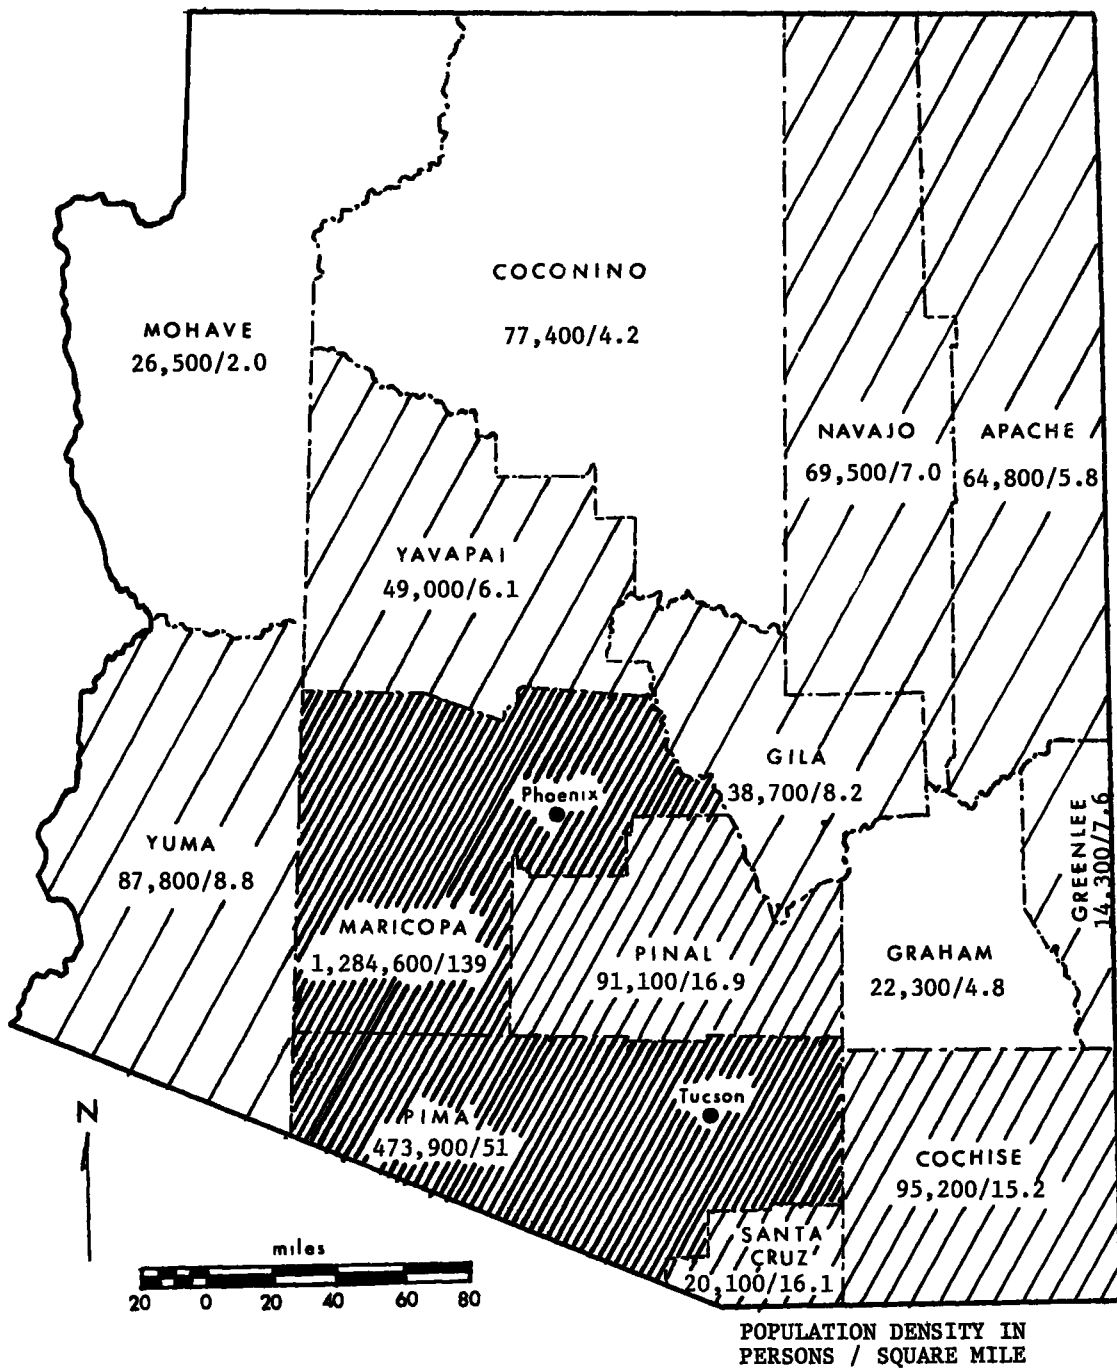 COCONINO
77,400/4.2
MOHAVE
26,500/2.0
NAVAJO
69,500/7.0
APACHE
64,800/5.8
YAVAPAI
49,000/6.1
GILA
38,700/8.2
Phoenix
YUMA
87,800/8.8
GREENLEE
14,300/7.6
MARICOPA
1,284,600/139
PINAL
91,100/16.9
GRAHAM
22,300/4.8
Tucson
PIMA
473,900/51
N
COCHISE
95,200/15.2
SANTA
CRUZ
20,100/16.1
miles
20 0 20 40 60 80
POPULATION DENSITY IN
PERSONS / SQUARE MILE